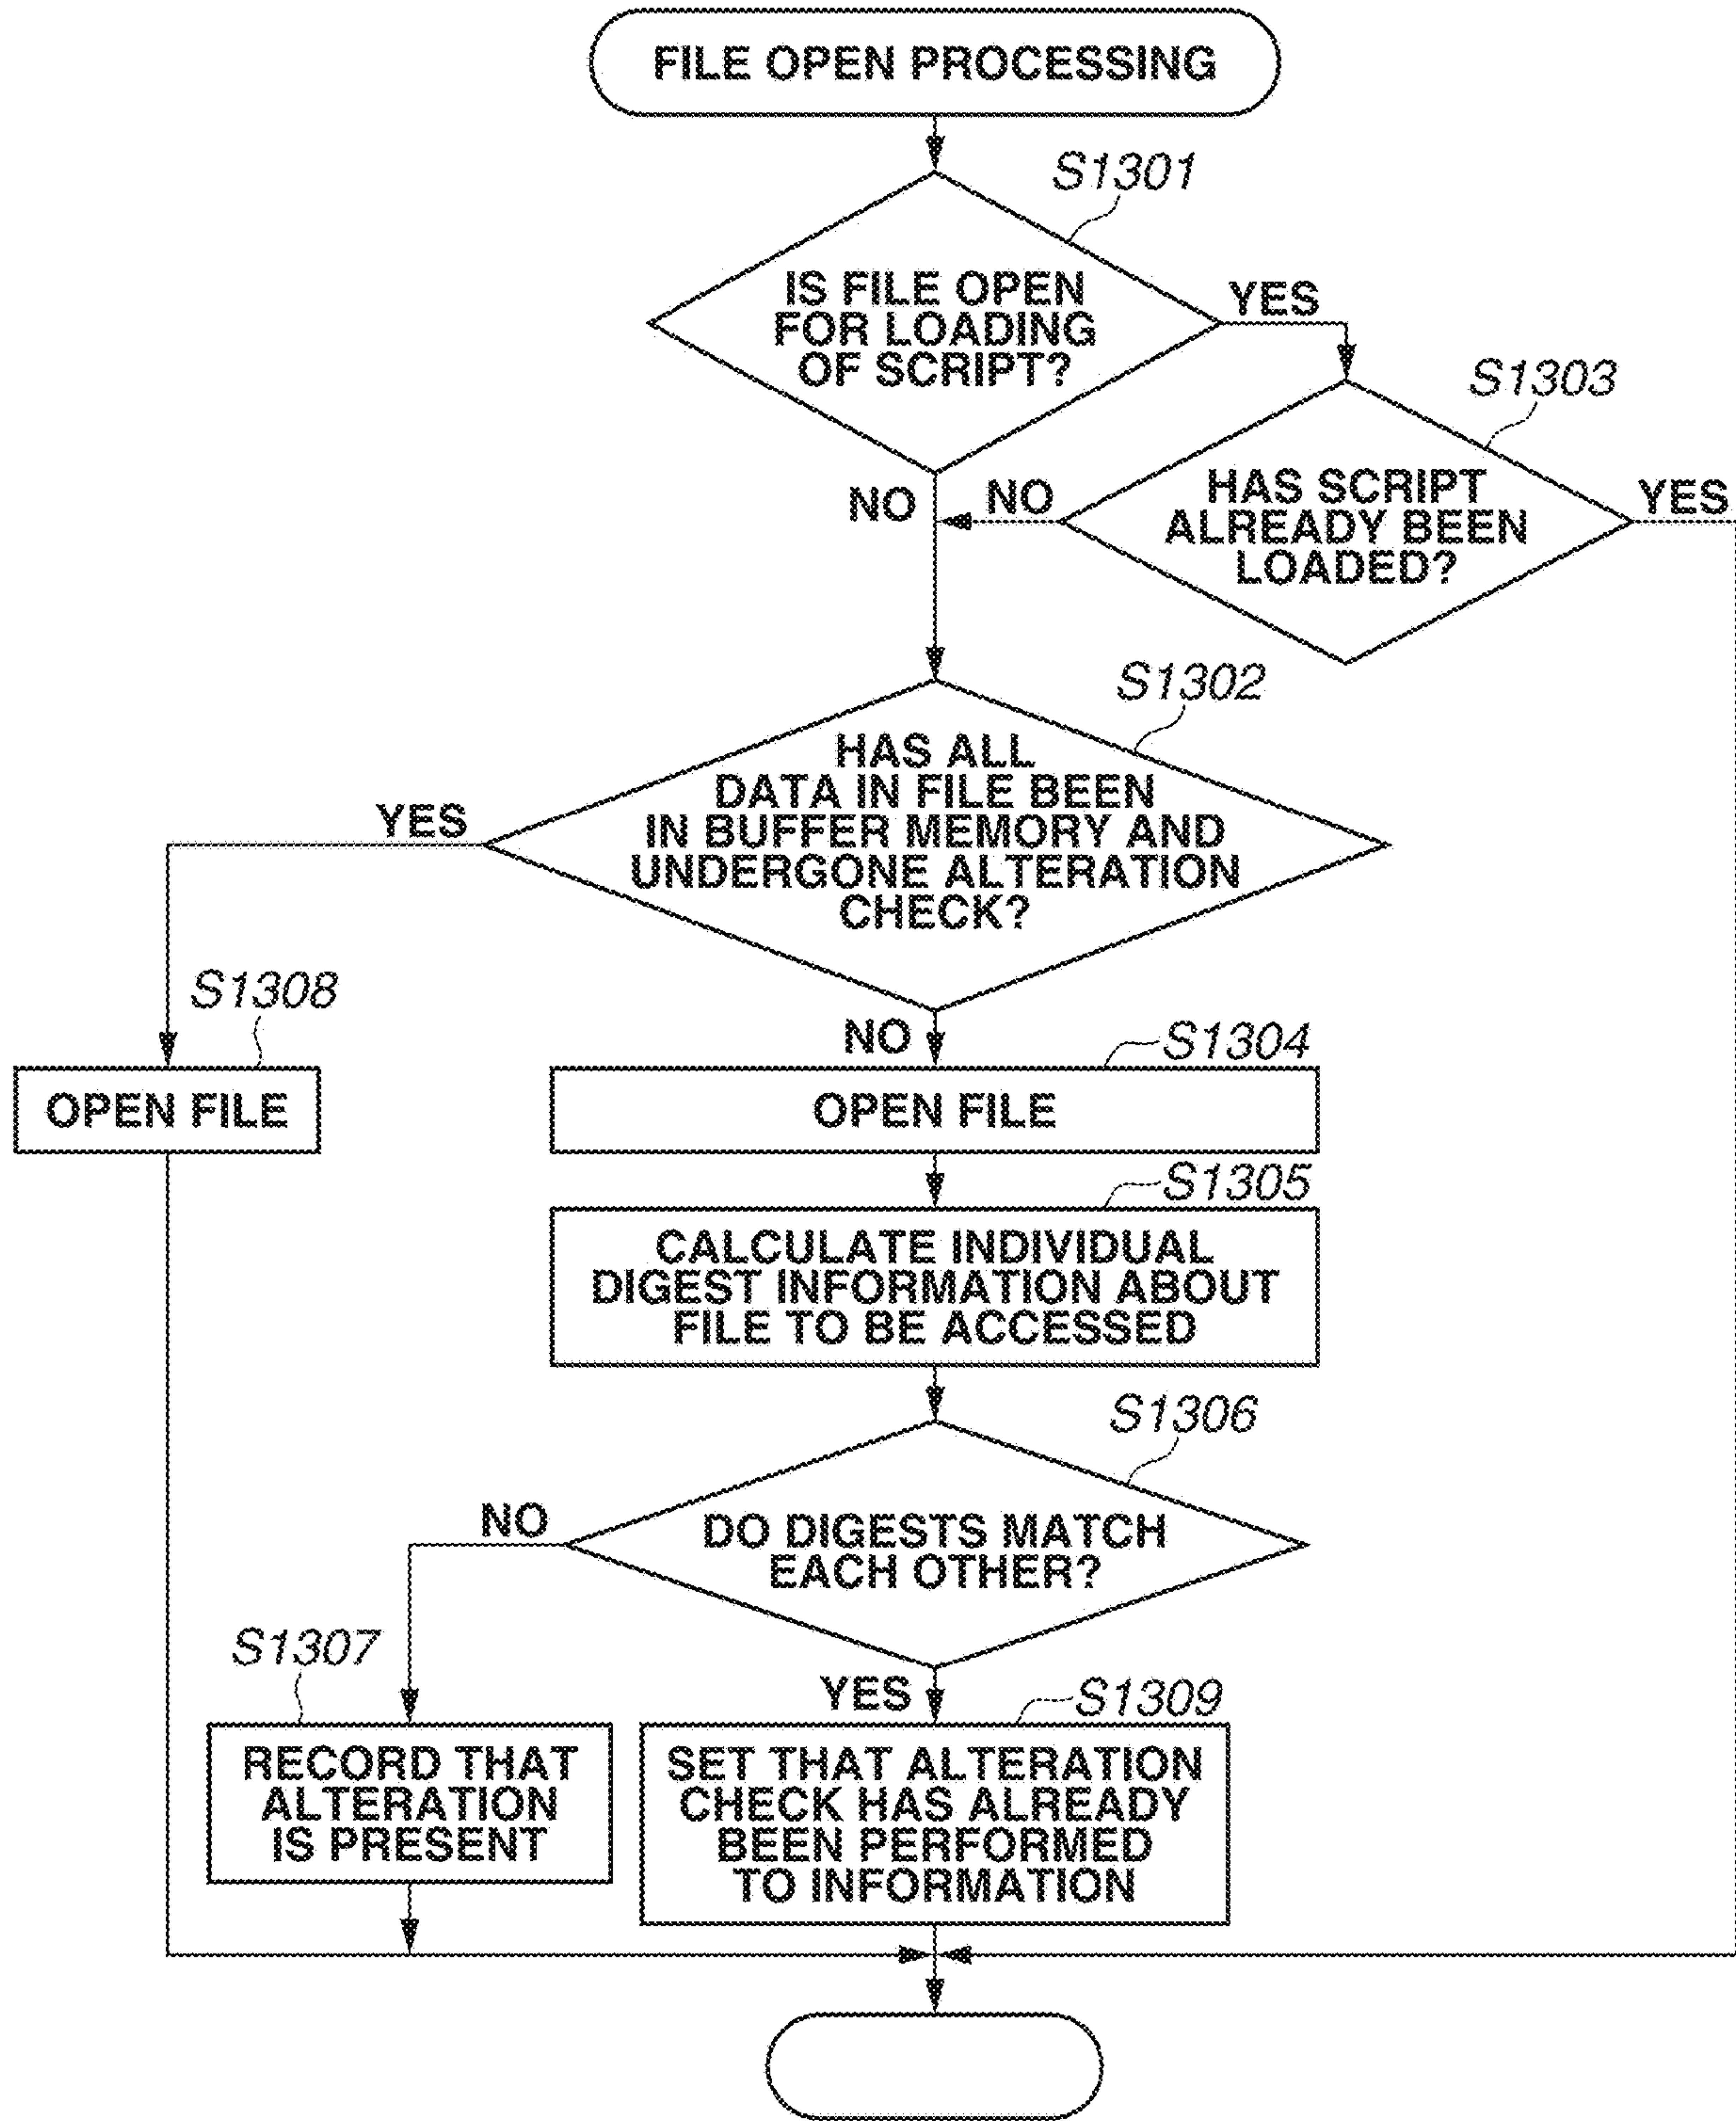 FILE OPEN PROCESSING
S1301
IS FILE OPEN
FOR LOADING
OF SCRIPT?
YES
NO
S1303
HAS SCRIPT
ALREADY BEEN
LOADED?
NO
YES
S1302
HAS ALL
DATA IN FILE BEEN
IN BUFFER MEMORY AND
UNDERGONE ALTERATION
CHECK?
YES
NO
S1308
OPEN FILE
S1304
OPEN FILE
S1305
CALCULATE INDIVIDUAL
DIGEST INFORMATION ABOUT
FILE TO BE ACCESSED
S1306
DO DIGESTS MATCH
EACH OTHER?
NO
YES
S1307
RECORD THAT
ALTERATION
IS PRESENT
S1309
SET THAT ALTERATION
CHECK HAS ALREADY
BEEN PERFORMED
TO INFORMATION